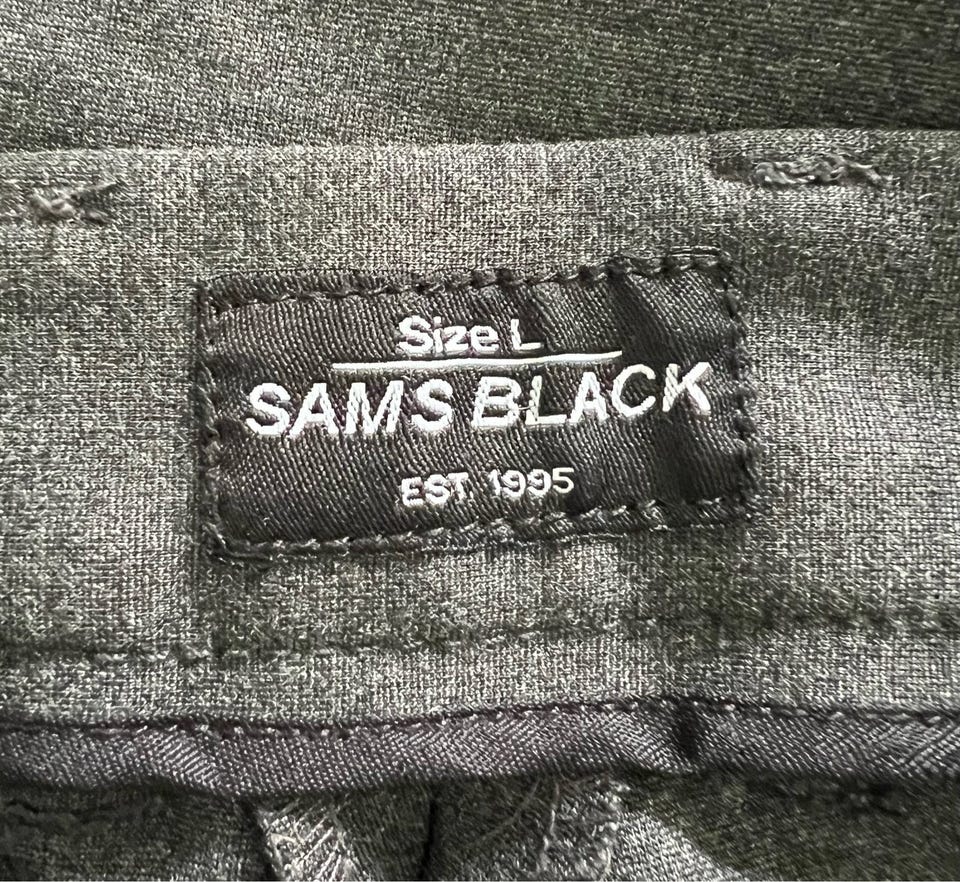 Size L
SAMS BLACK
EST. 1995